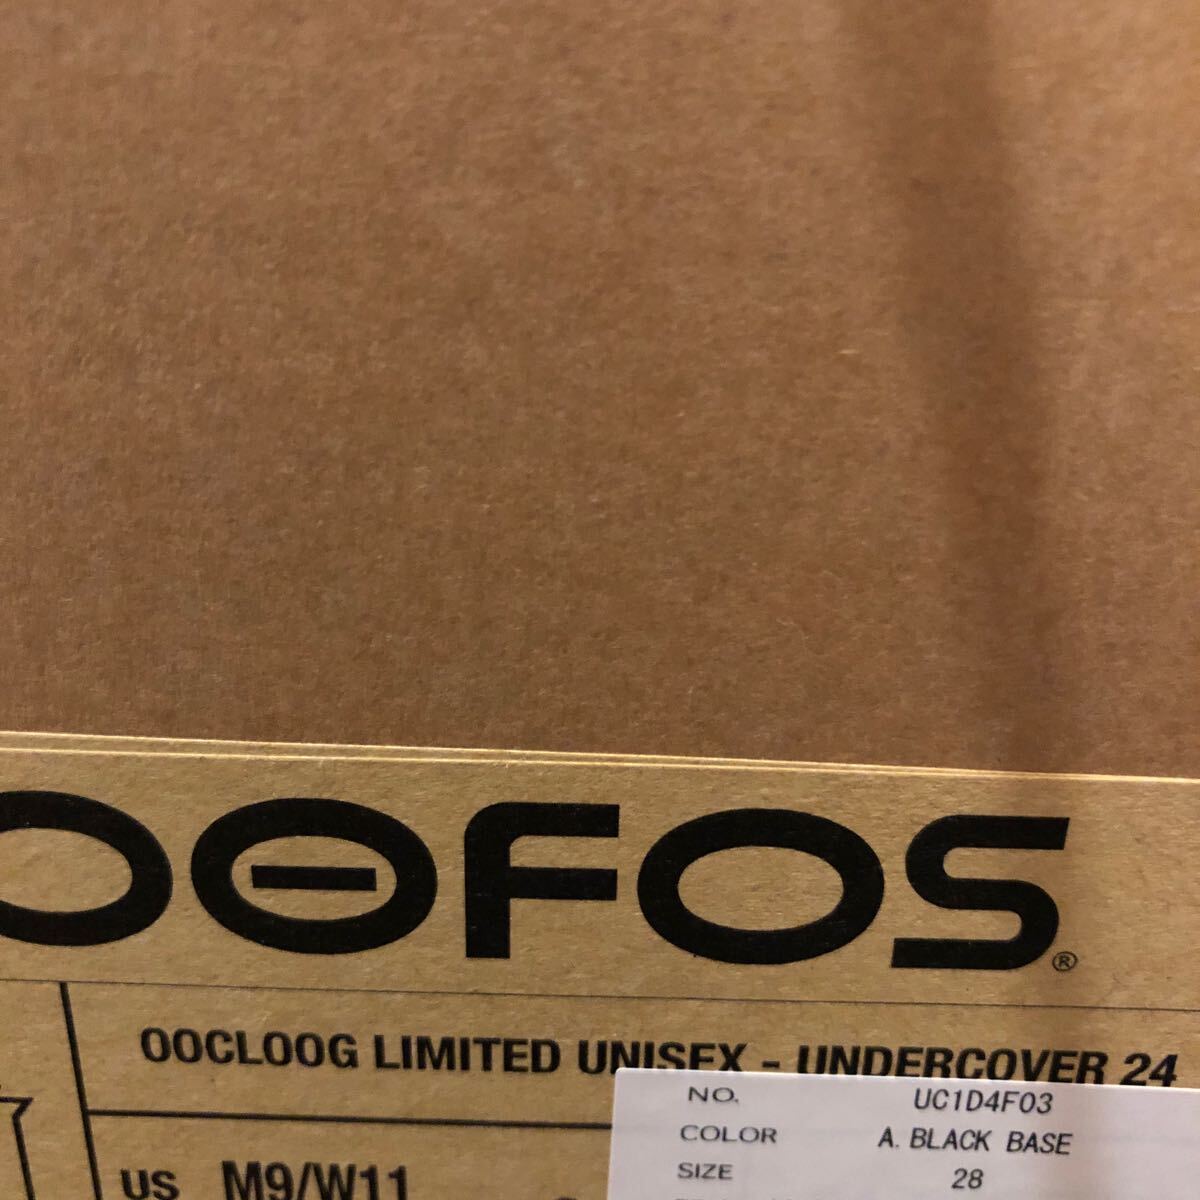 OOFOS®
OOCLOOG LIMITED UNISEX - UNDERCOVER 24
NO. UC1D4F03
COLOR A. BLACK BASE
SIZE 28
US M9/W11